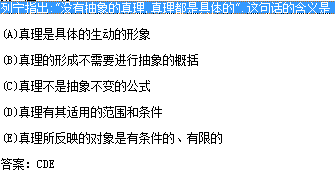 列宁指出:"没有抽象的真理,真理都是具体的".这句话的含义是
(A)真理是具体的生动的形象
(B)真理的形成不需要进行抽象的概括
(C)真理不是抽象不变的公式
(D)真理有其适用的范围和条件
(E)真理所反映的对象是有条件的、有限的
答案: CDE